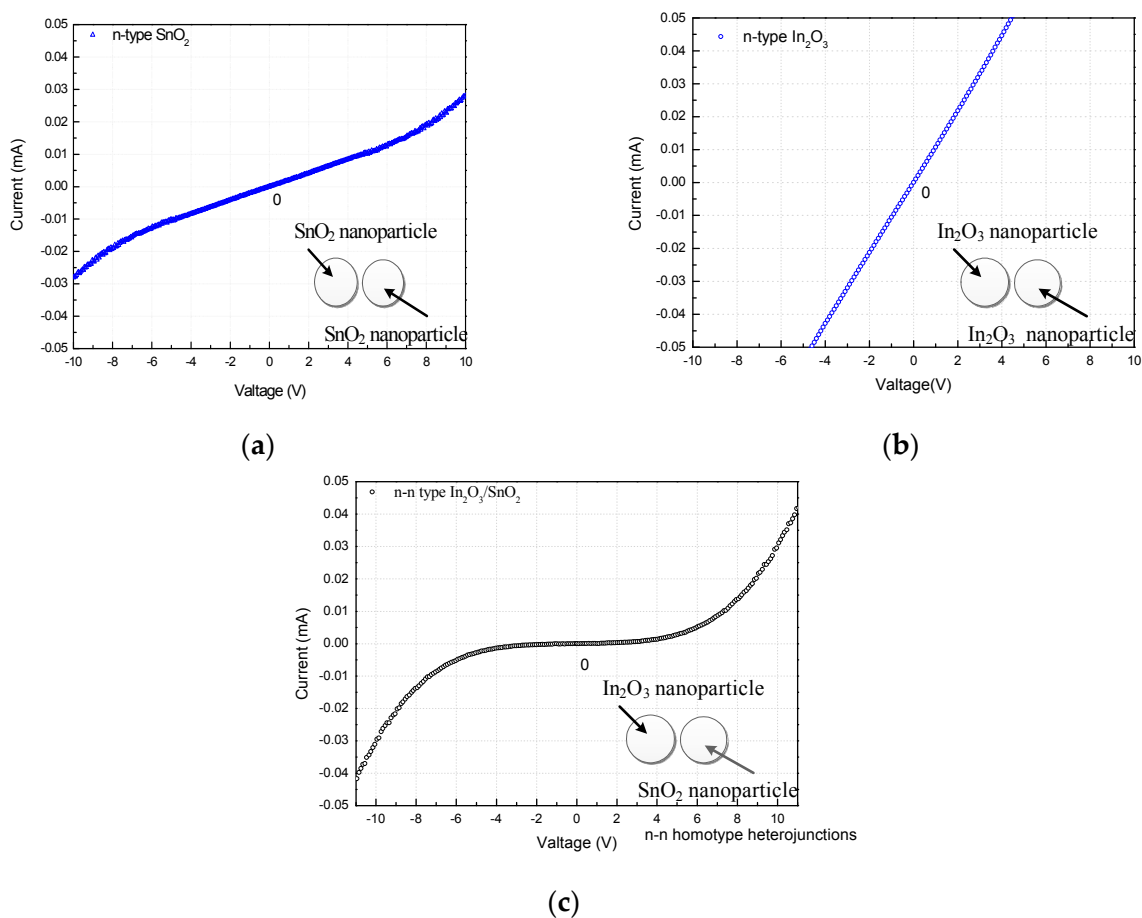 0.05
0.04
0.03
0.02
0.01
0.00
-0.01
-0.02
-0.03
-0.04
-0.05
Current (mA)
n-type SnO₂
0
SnO₂ nanoparticle
SnO₂ nanoparticle
-10 -8 -6 -4 -2 0 2 4 6 8 10
Valtage (V)
(a)
0.05
0.04
0.03
0.02
0.01
0.00
-0.01
-0.02
-0.03
-0.04
-0.05
Current (mA)
n-type In₂O₃
0
In₂O₃ nanoparticle
In₂O₃ nanoparticle
-10 -8 -6 -4 -2 0 2 4 6 8 10
Valtage(V)
(b)
0.05
0.04
0.03
0.02
0.01
0.00
-0.01
-0.02
-0.03
-0.04
0.05
Current (mA)
n-n type In₂O₃/SnO₂
0
In₂O₃ nanoparticle
SnO₂ nanoparticle
-10 -8 -6 -4 -2 0 2 4 6 8 10
Valtage (V)
n-n homotype heterojunctions
(c)